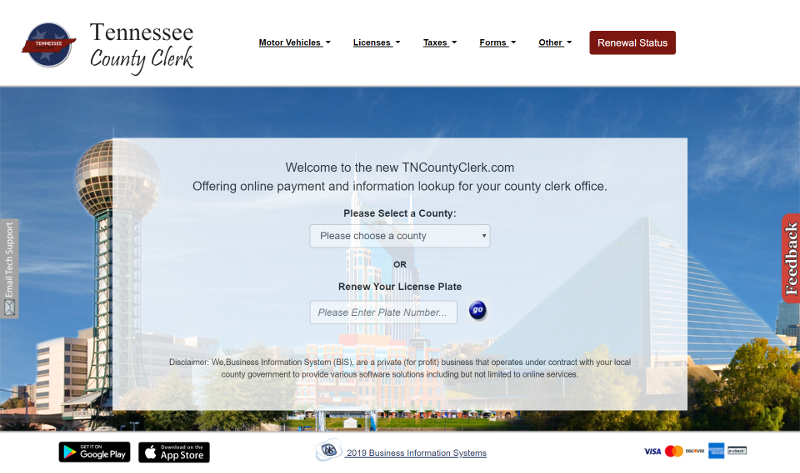 TENNESSEE
Tennessee
County Clerk
Motor Vehicles
Licenses
Taxes
Forms
Other
Renewal Status
Welcome to the new TNCountyClerk.com
Offering online payment and information lookup for your county clerk office.
Please Select a County:
Please choose a county
OR
Renew Your License Plate
Please Enter Plate Number...
go
Disclaimer: We,Business Information System (BIS), are a private (for profit) business that operates under contract with your local
county government to provide various software solutions including but not limited to online services.
Email Tech Support
Feedback
GET IT ON
Google Play
Download on the
App Store
BIS
2019 Business Information Systems
VISA
DISCOVER
e-check